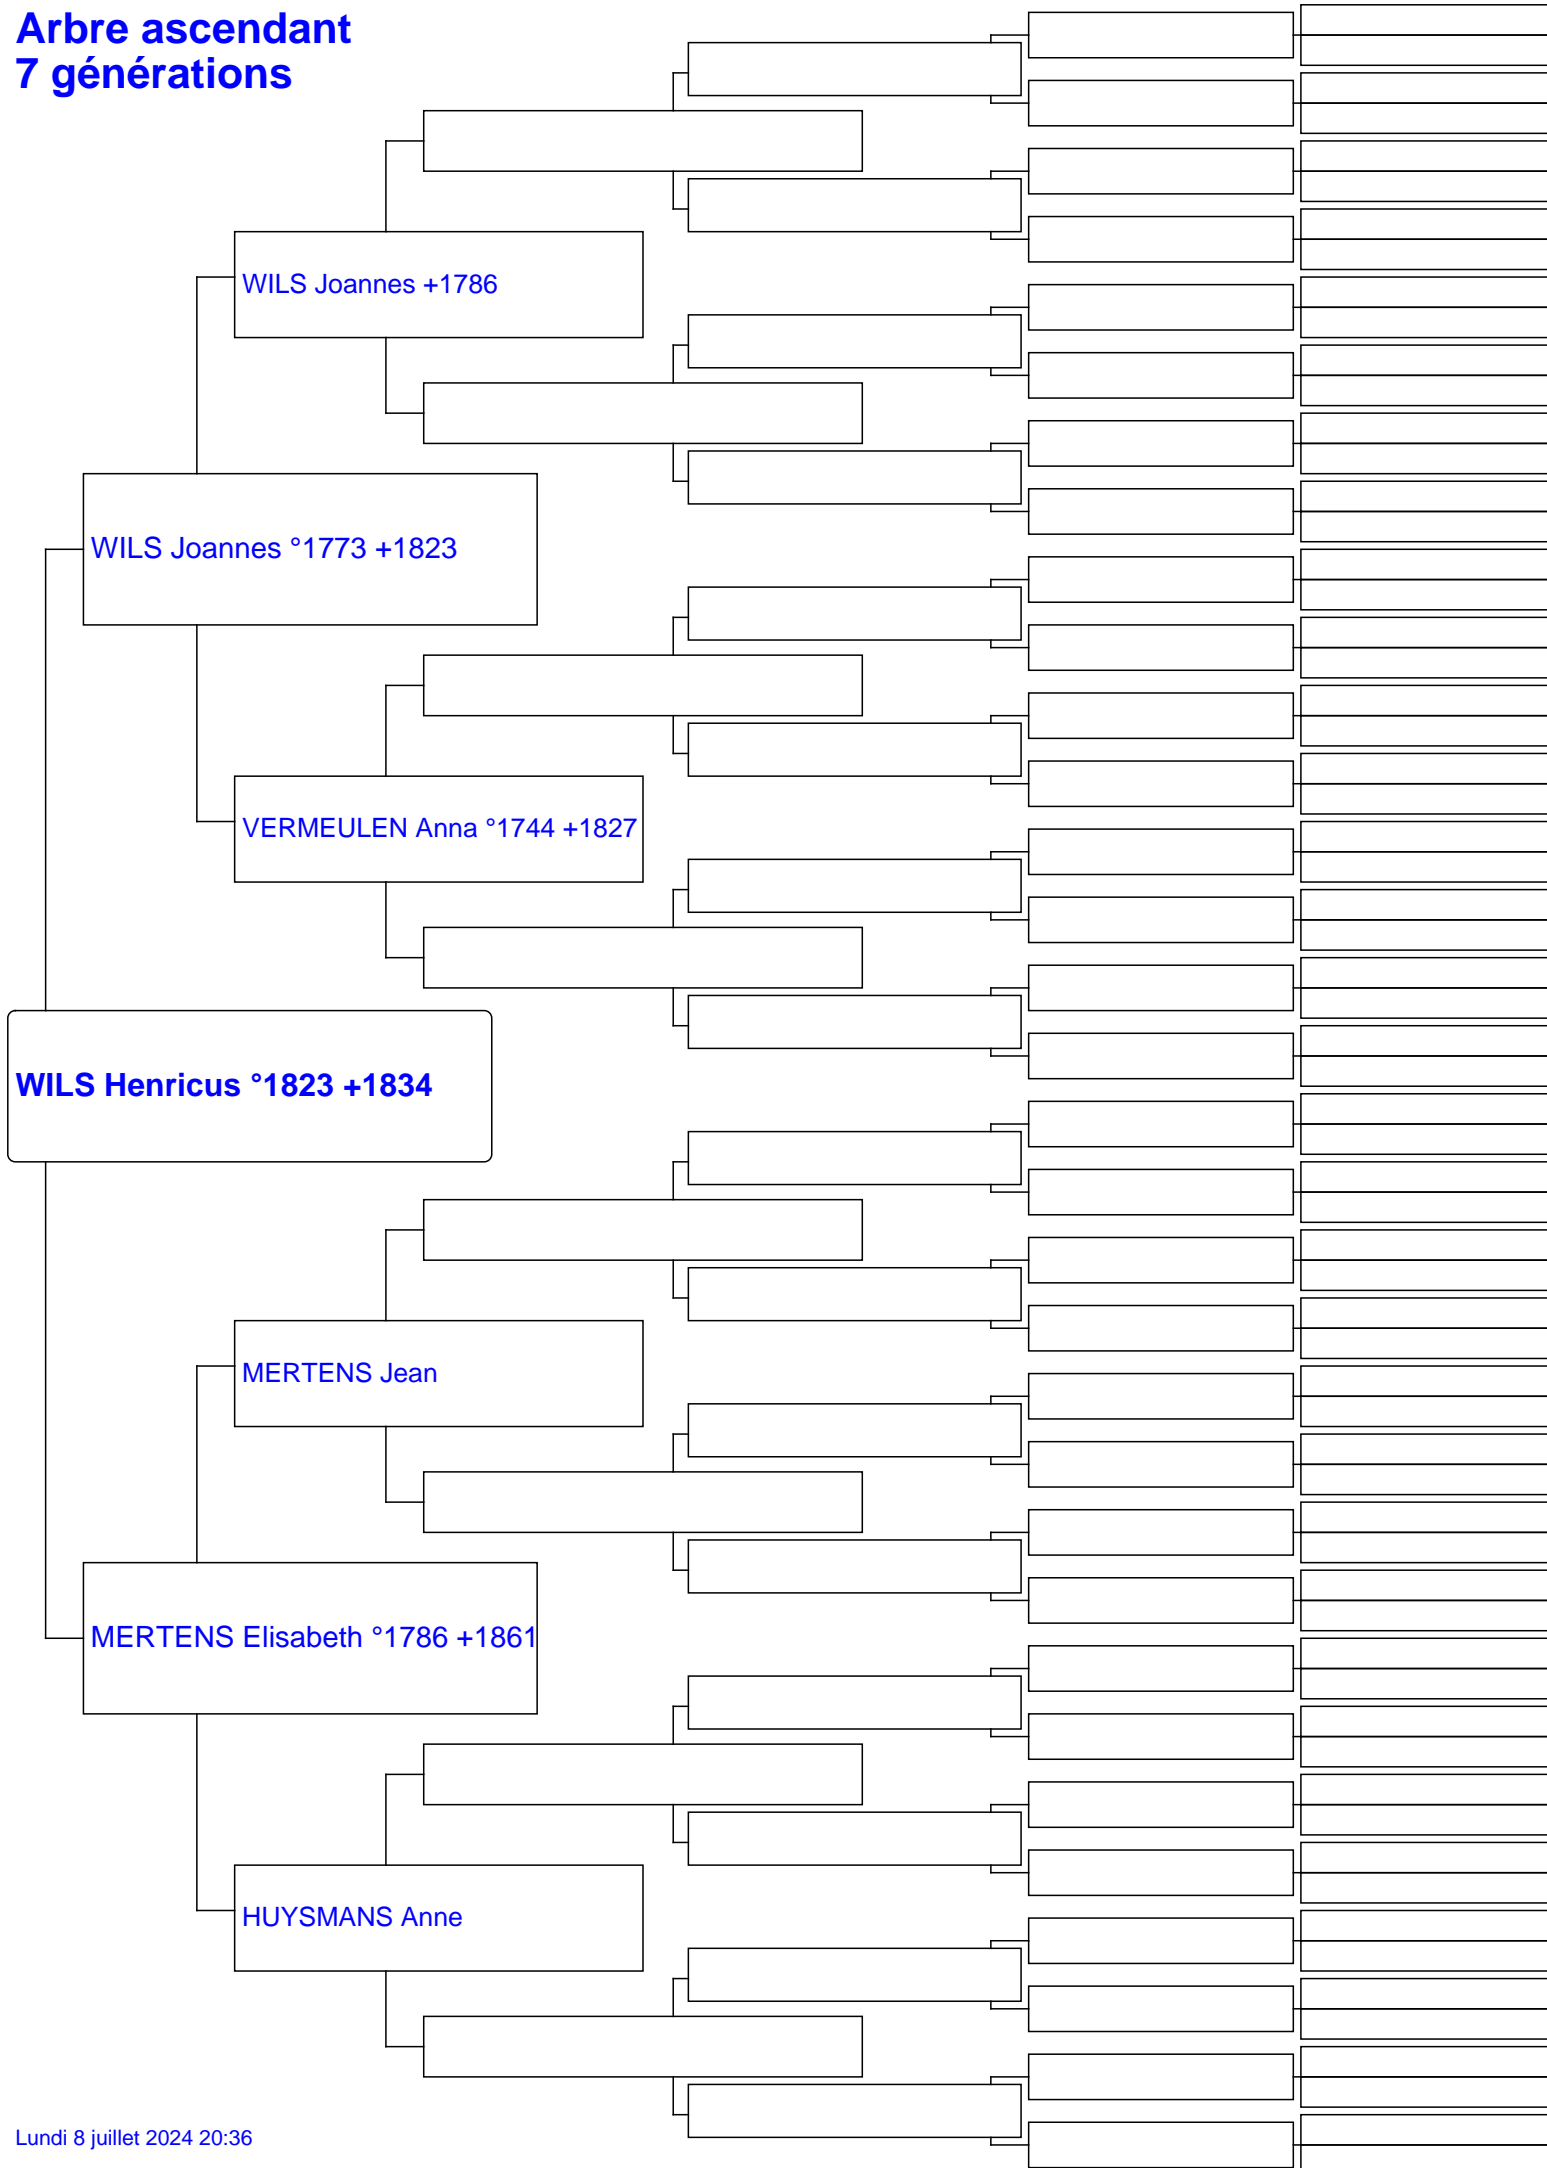 Arbre ascendant
7 générations
WILS Joannes +1786
WILS Joannes °1773 +1823
VERMEULEN Anna °1744 +1827
WILS Henricus °1823 +1834
MERTENS Jean
MERTENS Elisabeth °1786 +1861
HUYSMANS Anne
Lundi 8 juillet 2024 20:36